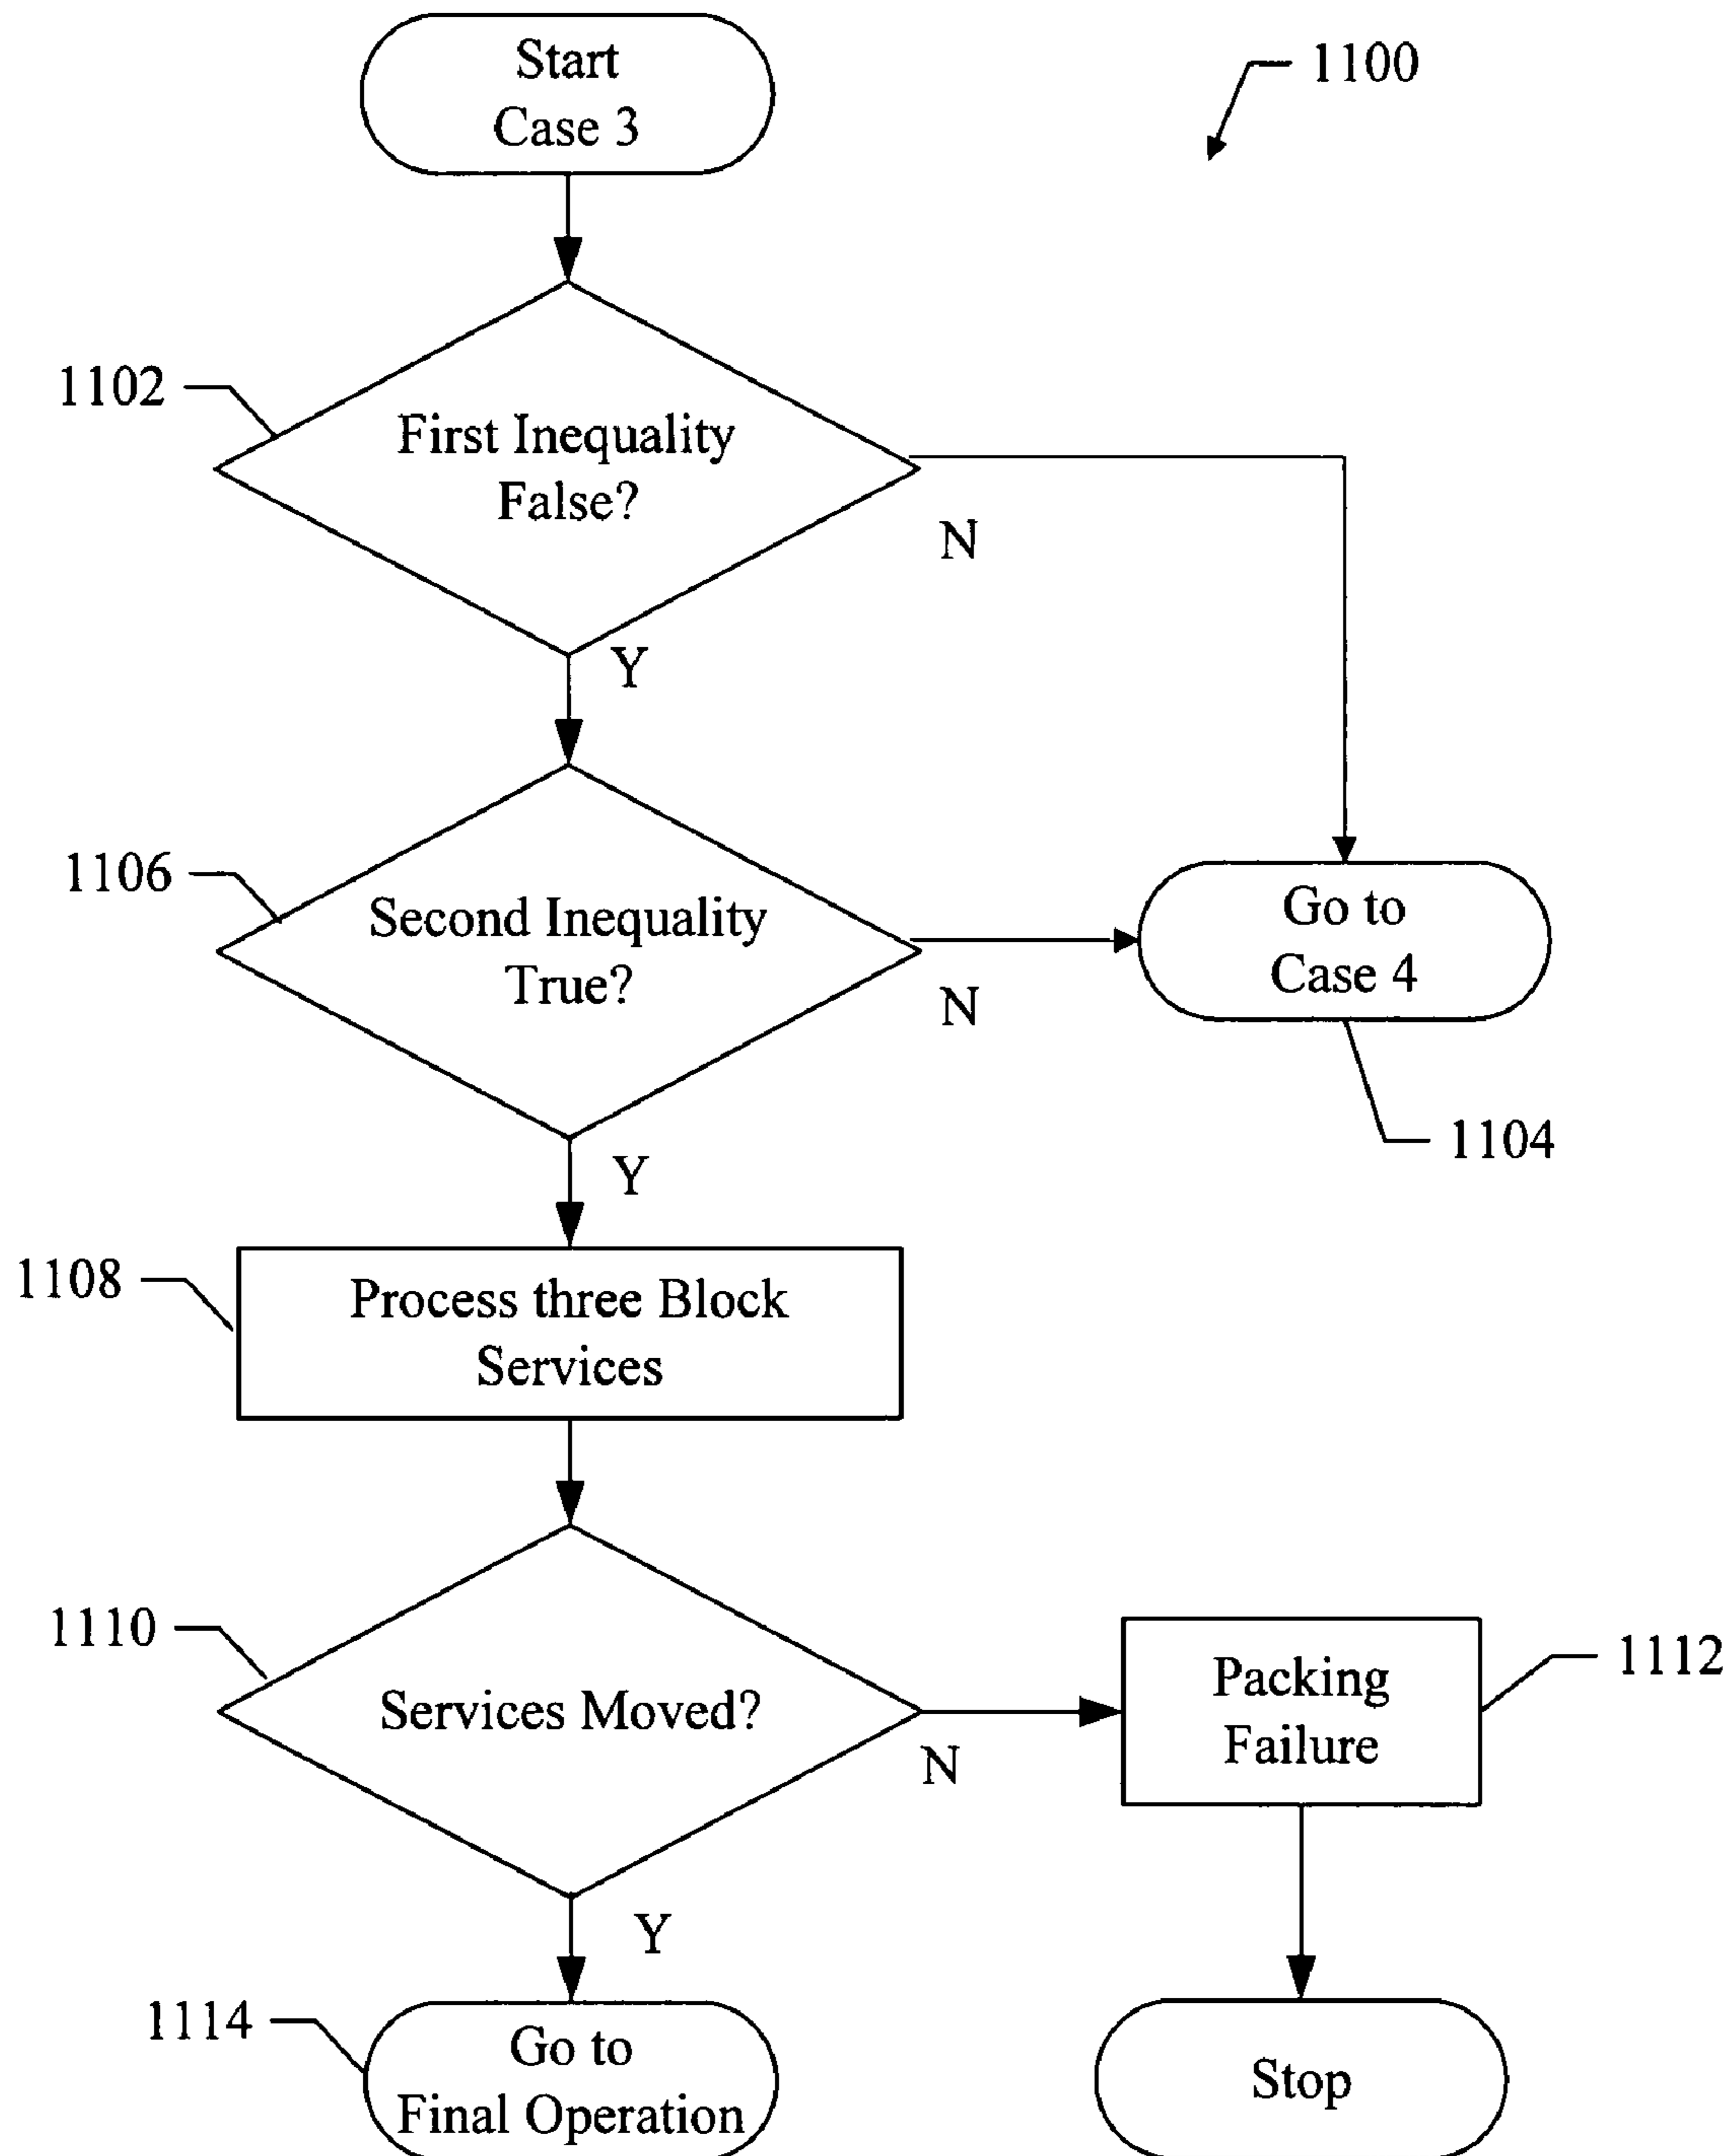 Start
Case 3
1100
1102
First Inequality
False?
N
Y
1106
Second Inequality
True?
N
Go to
Case 4
1104
Y
1108
Process three Block
Services
1110
Services Moved?
N
Packing
Failure
1112
Y
1114
Go to
Final Operation
Stop